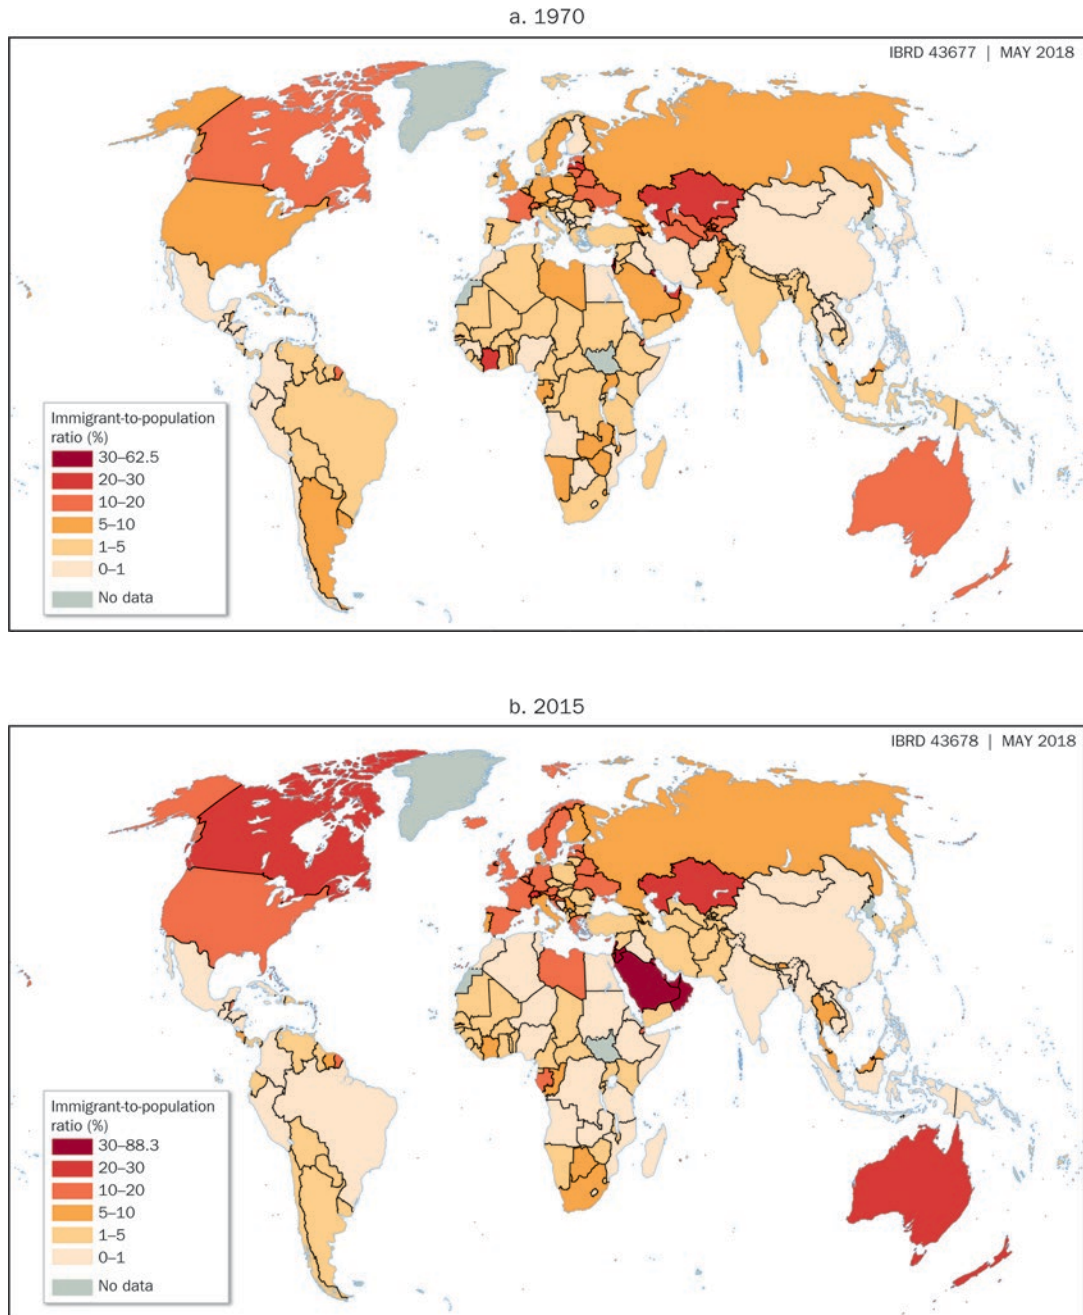 a. 1970
IBRD 43677 | MAY 2018
Immigrant-to-population
ratio (%)
30–62.5
20–30
10–20
5–10
1–5
0–1
No data
b. 2015
IBRD 43678 | MAY 2018
Immigrant-to-population
ratio (%)
30–88.3
20–30
10–20
5–10
1–5
0–1
No data